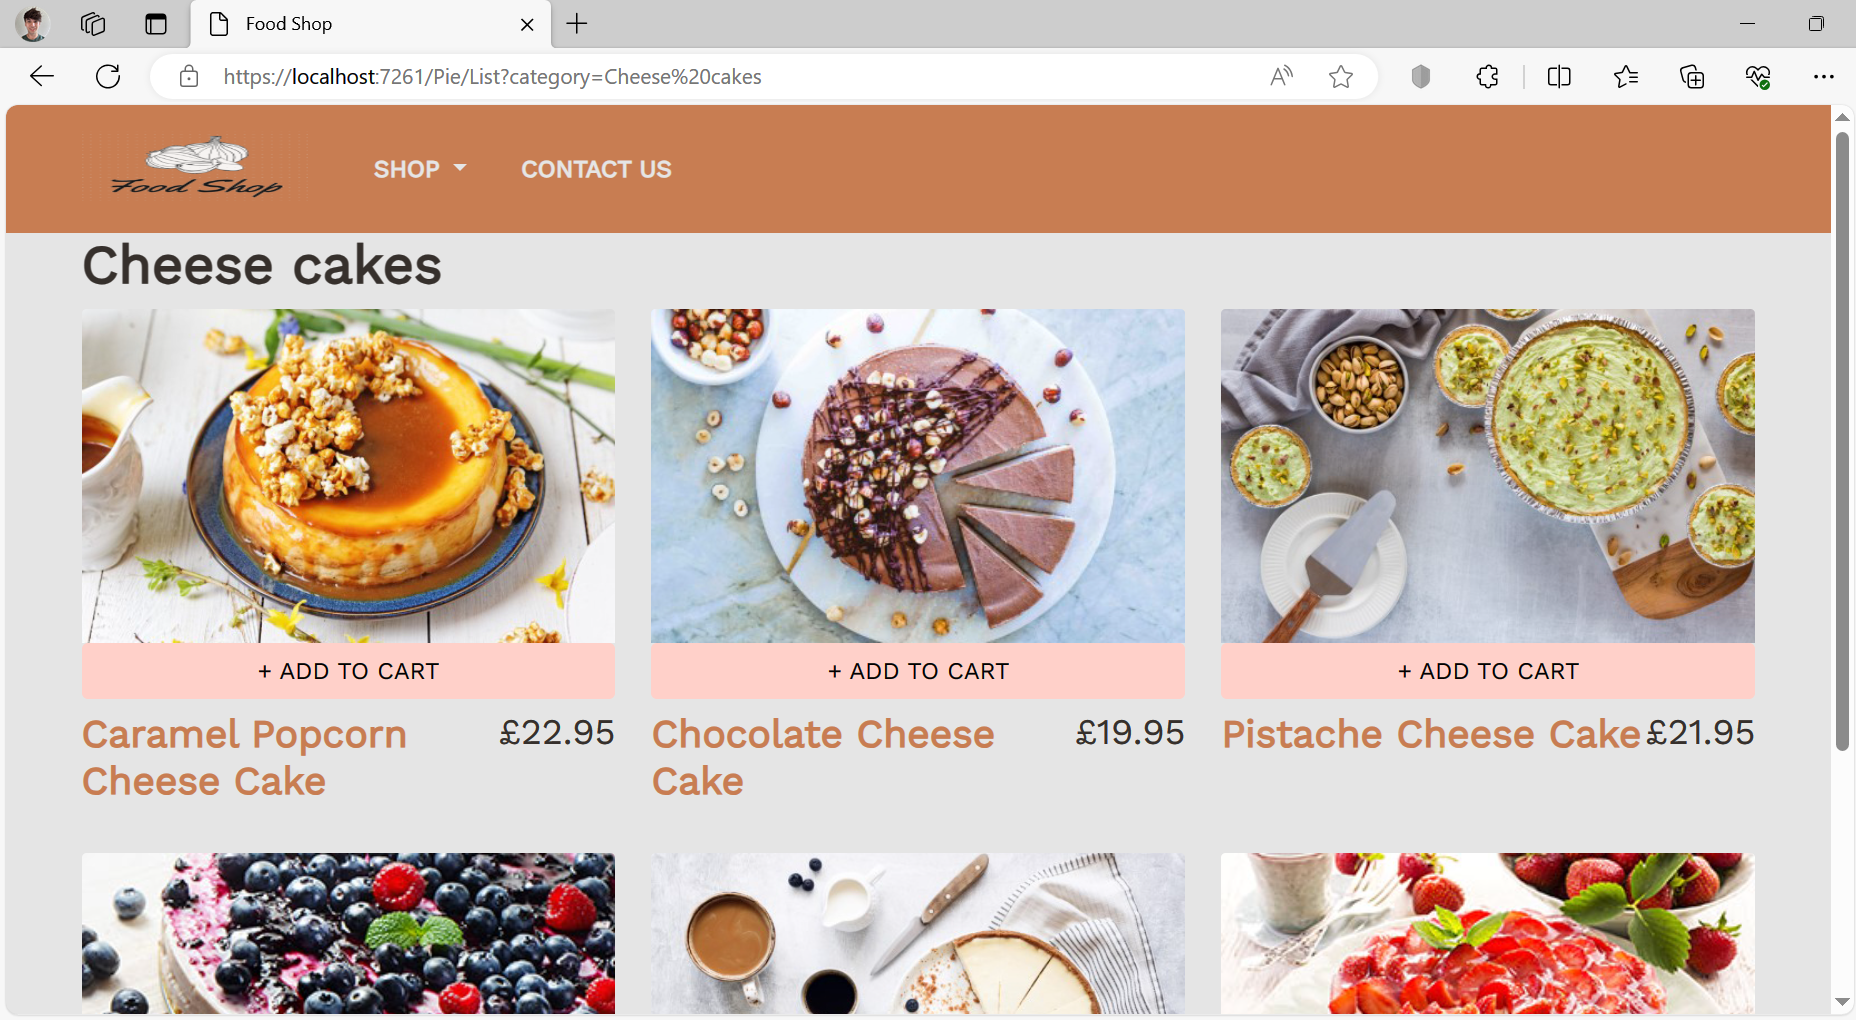 Food Shop
https://localhost:7261/Pie/List?category=Cheese%20cakes
Food Shop
SHOP
CONTACT US
Cheese cakes
+ ADD TO CART
+ ADD TO CART
+ ADD TO CART
Caramel Popcorn
Cheese Cake
£22.95
Chocolate Cheese
Cake
£19.95
Pistache Cheese Cake
£21.95